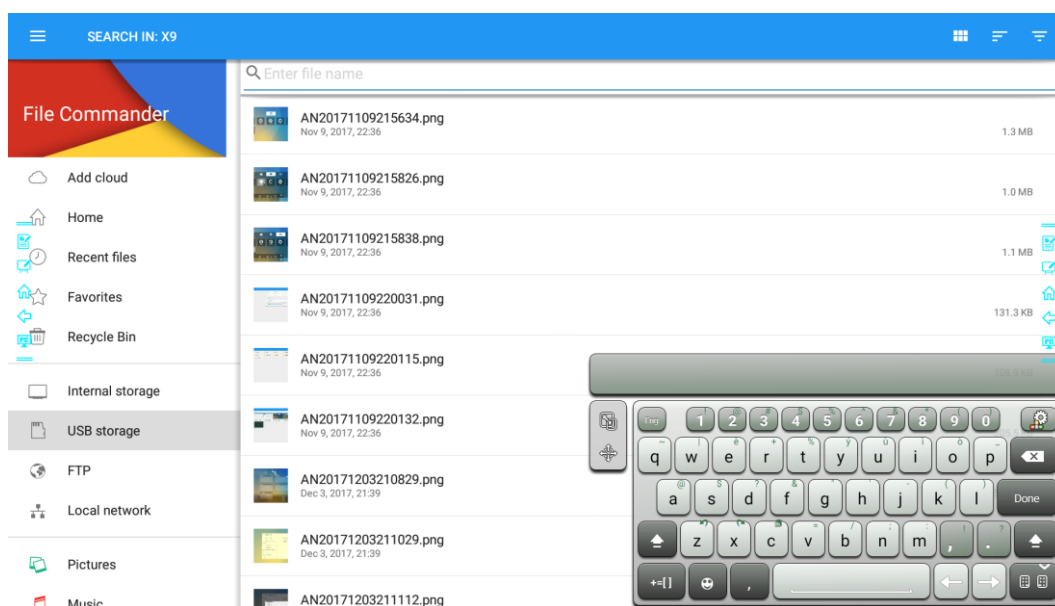 SEARCH IN: X9
File Commander
Add cloud
Home
Recent files
Favorites
Recycle Bin
Internal storage
USB storage
FTP
Local network
Pictures
Music
Enter file name
AN20171109215634.png
Nov 9, 2017, 22:36
1.3 MB
AN20171109215826.png
Nov 9, 2017, 22:36
1.0 MB
AN20171109215838.png
Nov 9, 2017, 22:36
1.1 MB
AN20171109220031.png
Nov 9, 2017, 22:36
131.3 KB
AN20171109220115.png
Nov 9, 2017, 22:36
AN20171109220132.png
Nov 9, 2017, 22:36
AN20171203210829.png
Dec 3, 2017, 21:39
AN20171203211029.png
Dec 3, 2017, 21:39
AN20171203211112.png
Eng 1 2 3 4 5 6 7 8 9 0
q w e r t y u i o p
a s d f g h j k l Done
z x c v b n m , .
+=[] ,